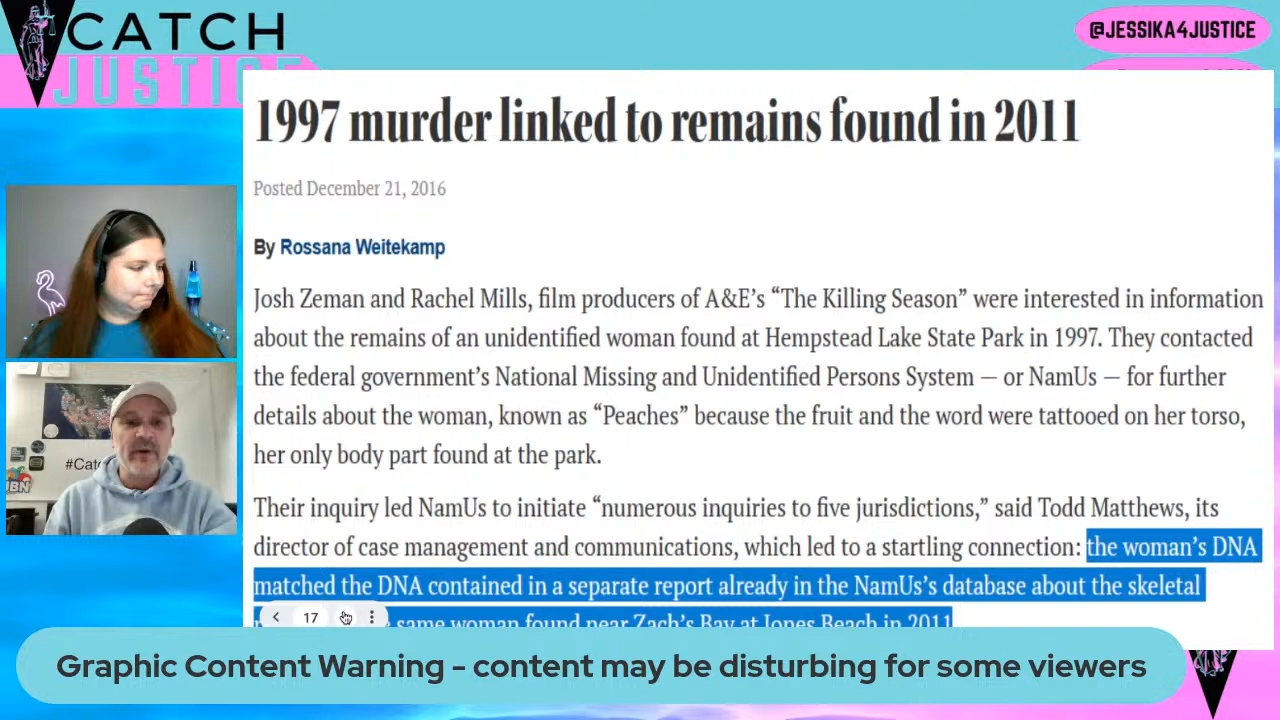 CATCH
JUSTICE
@JESSIKA4JUSTICE
1997 murder linked to remains found in 2011
Posted December 21, 2016
By Rossana Weitekamp
Josh Zeman and Rachel Mills, film producers of A&E's “The Killing Season” were interested in information
about the remains of an unidentified woman found at Hempstead Lake State Park in 1997. They contacted
the federal government's National Missing and Unidentified Persons System — or NamUs — for further
details about the woman, known as “Peaches” because the fruit and the word were tattooed on her torso,
her only body part found at the park.
Their inquiry led NamUs to initiate “numerous inquiries to five jurisdictions,” said Todd Matthews, its
director of case management and communications, which led to a startling connection: the woman's DNA
matched the DNA contained in a separate report already in the NamUs's database about the skeletal
same woman found near Zach's Bay at Jones Beach in 2011
17
#Catc
JBN
Graphic Content Warning - content may be disturbing for some viewers